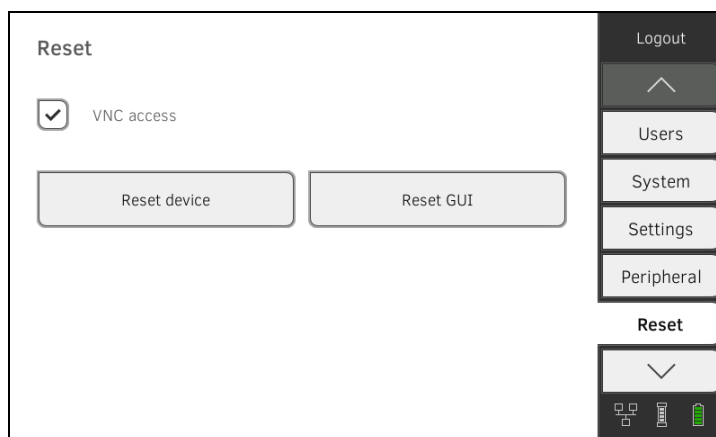 Reset
VNC access
Reset device
Reset GUI
Logout
Users
System
Settings
Peripheral
Reset